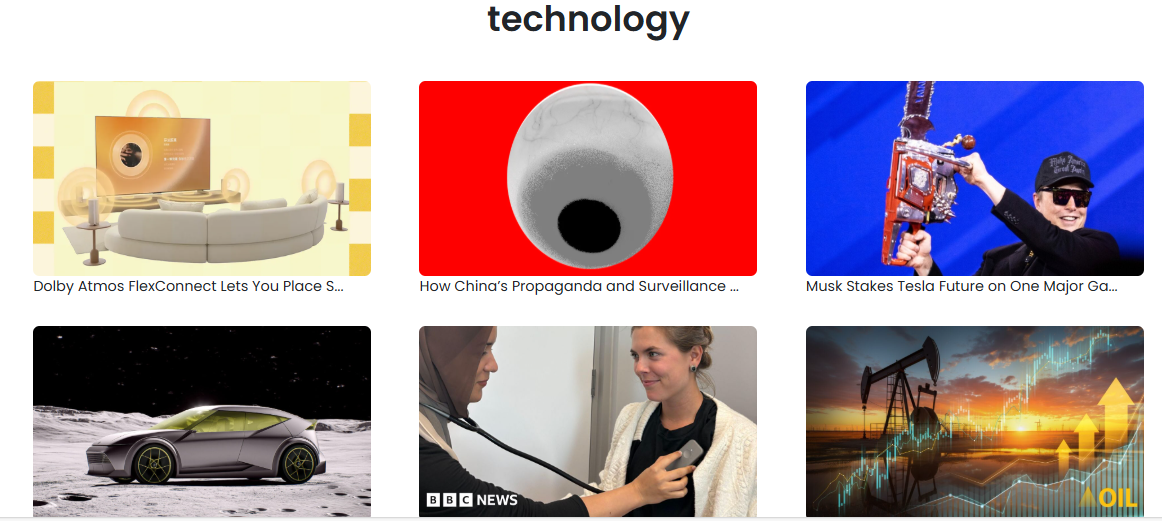 technology
Dolby Atmos FlexConnect Lets You Place S...
How China’s Propaganda and Surveillance ...
Musk Stakes Tesla Future on One Major Ga...
BBC NEWS
OIL